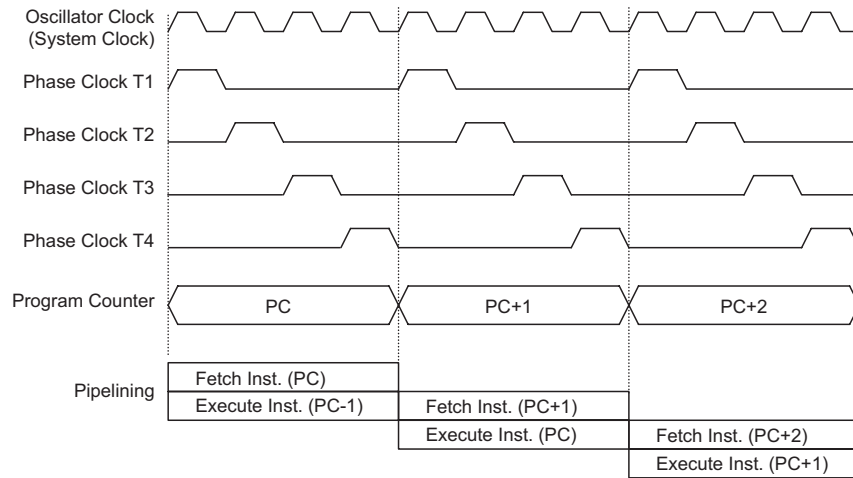 Oscillator Clock
(System Clock)
Phase Clock T1
Phase Clock T2
Phase Clock T3
Phase Clock T4
Program Counter
PC
PC+1
PC+2
Pipelining
Fetch Inst. (PC)
Execute Inst. (PC-1)
Fetch Inst. (PC+1)
Execute Inst. (PC)
Fetch Inst. (PC+2)
Execute Inst. (PC+1)